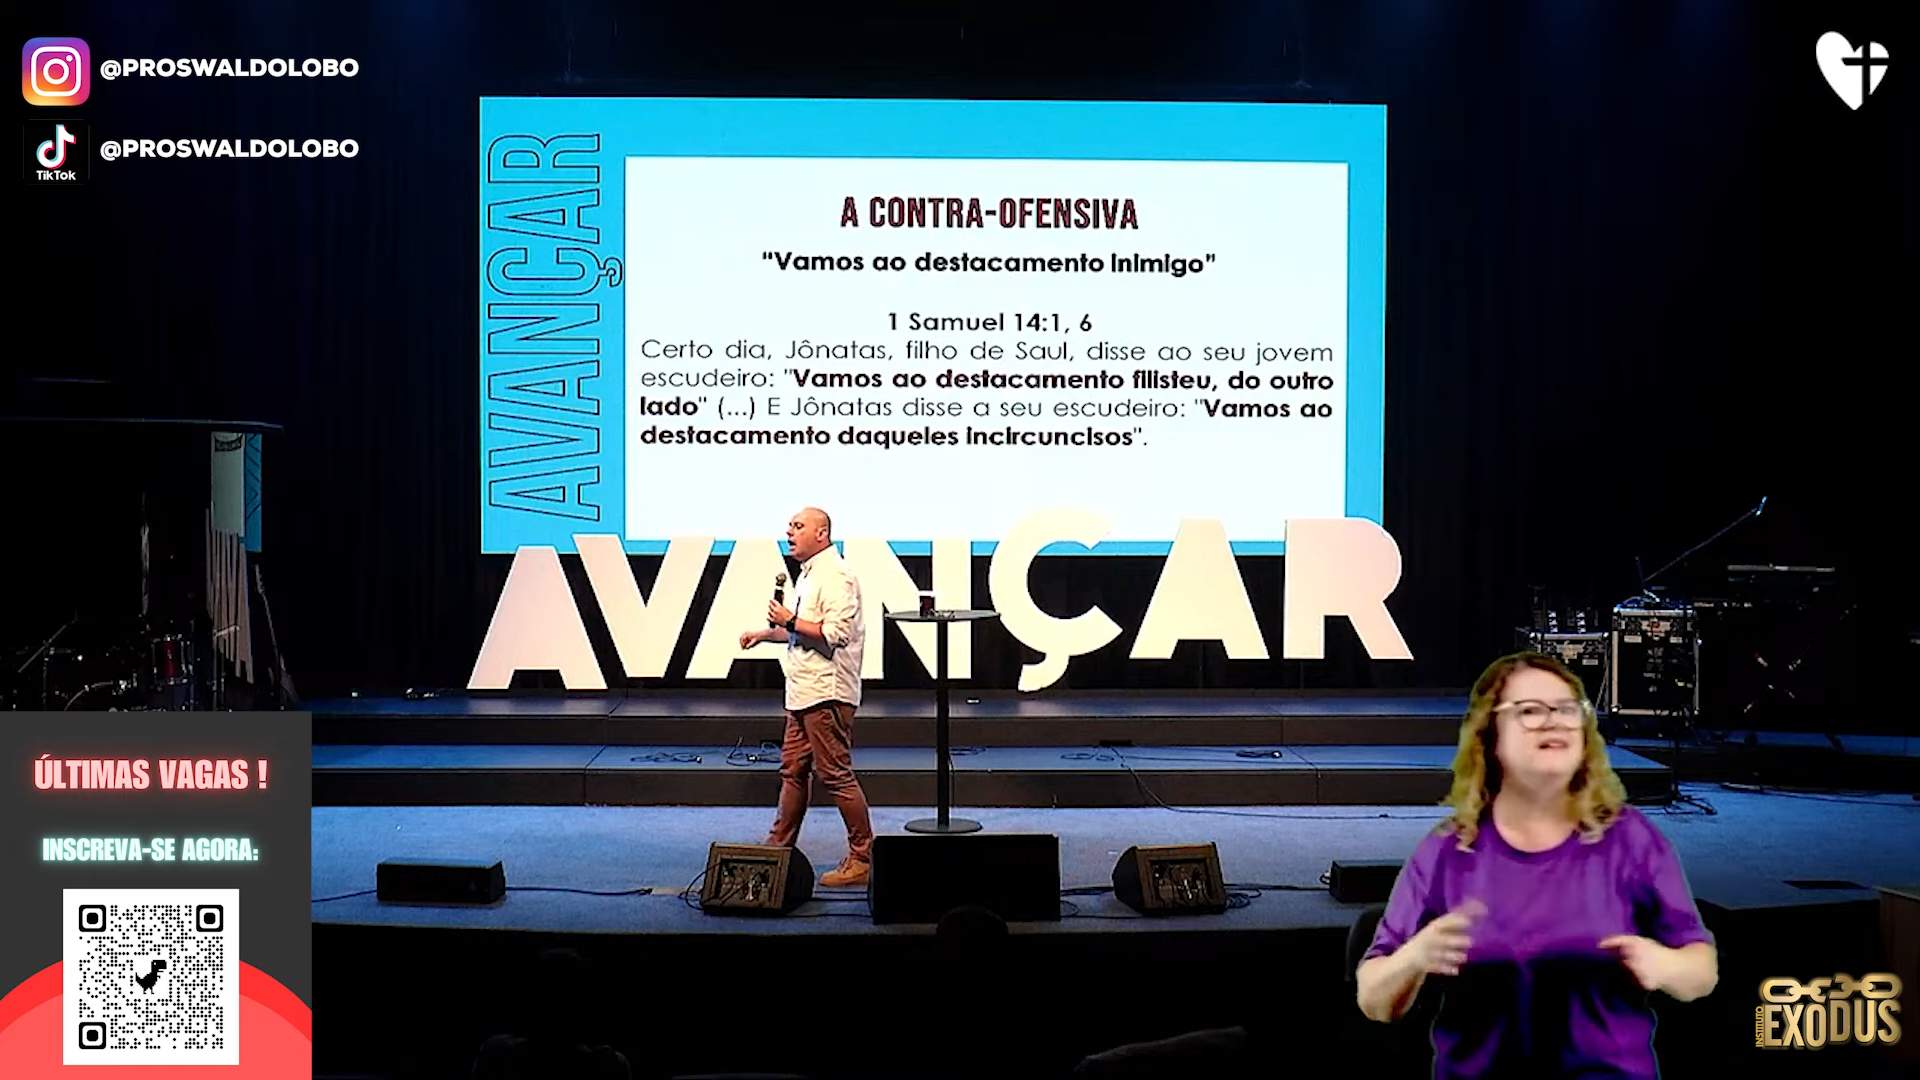 @PROSWALDOLOBO
TikTok
@PROSWALDOLOBO
AVANÇAR
A CONTRA-OFENSIVA
"Vamos ao destacamento inimigo"
1 Samuel 14:1, 6
Certo dia, Jônatas, filho de Saul, disse ao seu jovem
escudeiro: "Vamos ao destacamento filisteu, do outro
lado" (...) E Jônatas disse a seu escudeiro: "Vamos ao
destacamento daqueles incircuncisos".
AVANÇAR
ÚLTIMAS VAGAS !
INSCREVA-SE AGORA:
INSTITUTO
EXODUS